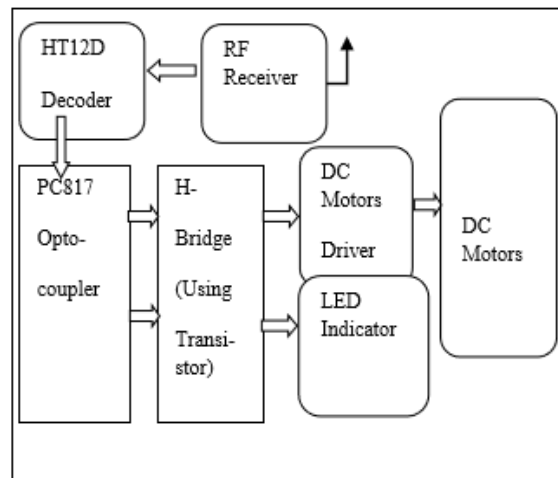 HT12D
Decoder
RF
Receiver
PC817
Opto-
coupler
H-
Bridge
(Using
Transi-
stor)
DC
Motors
Driver
LED
Indicator
DC
Motors